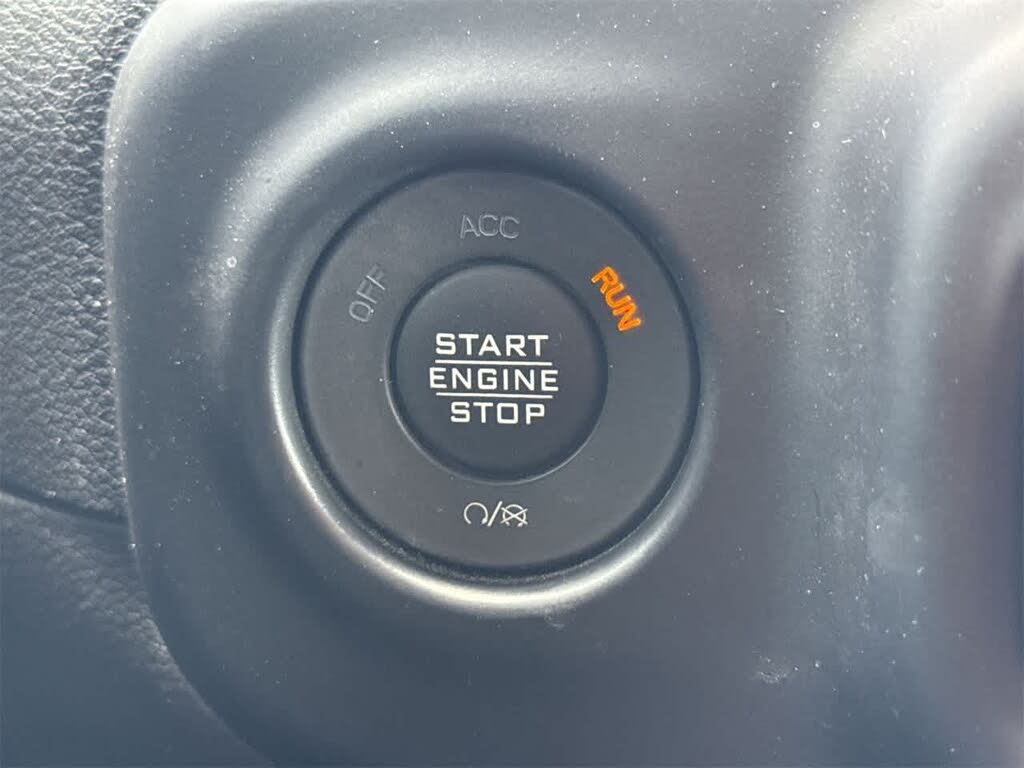 OFF
ACC
RUN
START
ENGINE
STOP